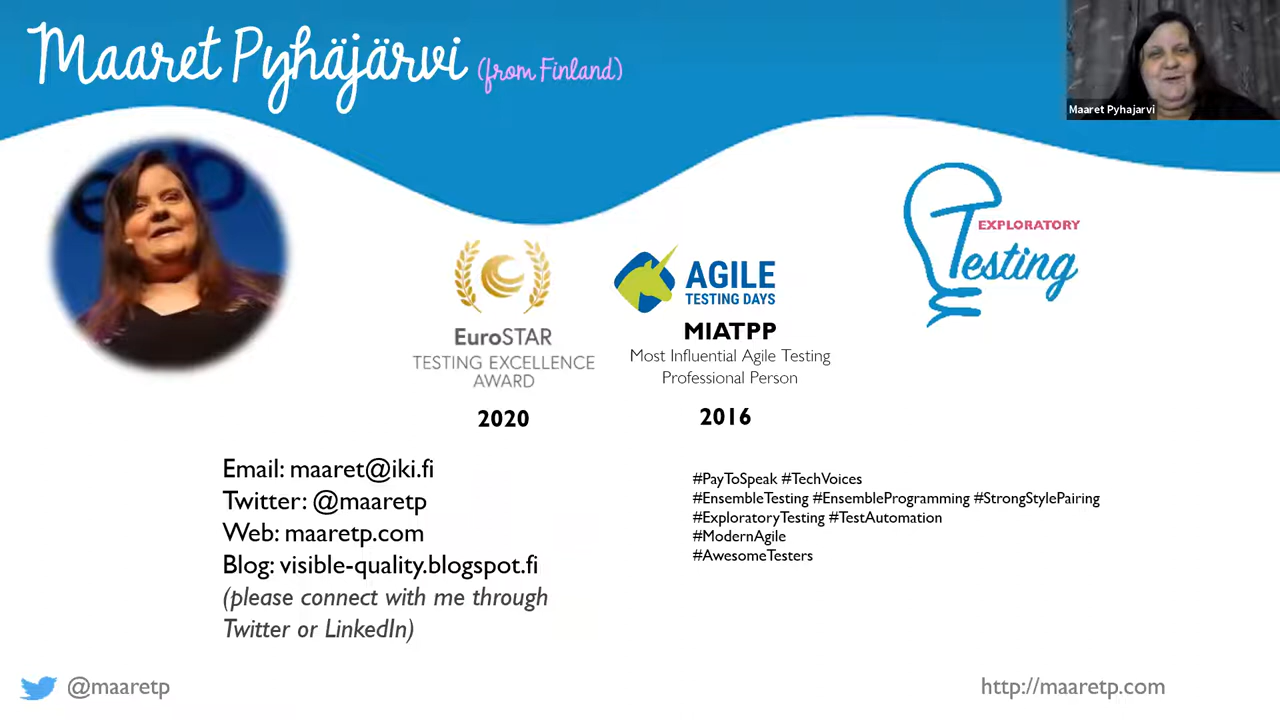 Maaret Pyhäjärvi (from Finland)
Maaret Pyhajarvi
EXPLORATORY
Testing
EuroSTAR
TESTING EXCELLENCE
AWARD
2020
AGILE
TESTING DAYS
MIATPP
Most Influential Agile Testing
Professional Person
2016
Email: maaret@iki.fi
Twitter: @maaretp
Web: maaretp.com
Blog: visible-quality.blogspot.fi
(please connect with me through
Twitter or LinkedIn)
#PayToSpeak #TechVoices
#EnsembleTesting #EnsembleProgramming #StrongStylePairing
#ExploratoryTesting #TestAutomation
#ModernAgile
#AwesomeTesters
@maaretp
http://maaretp.com